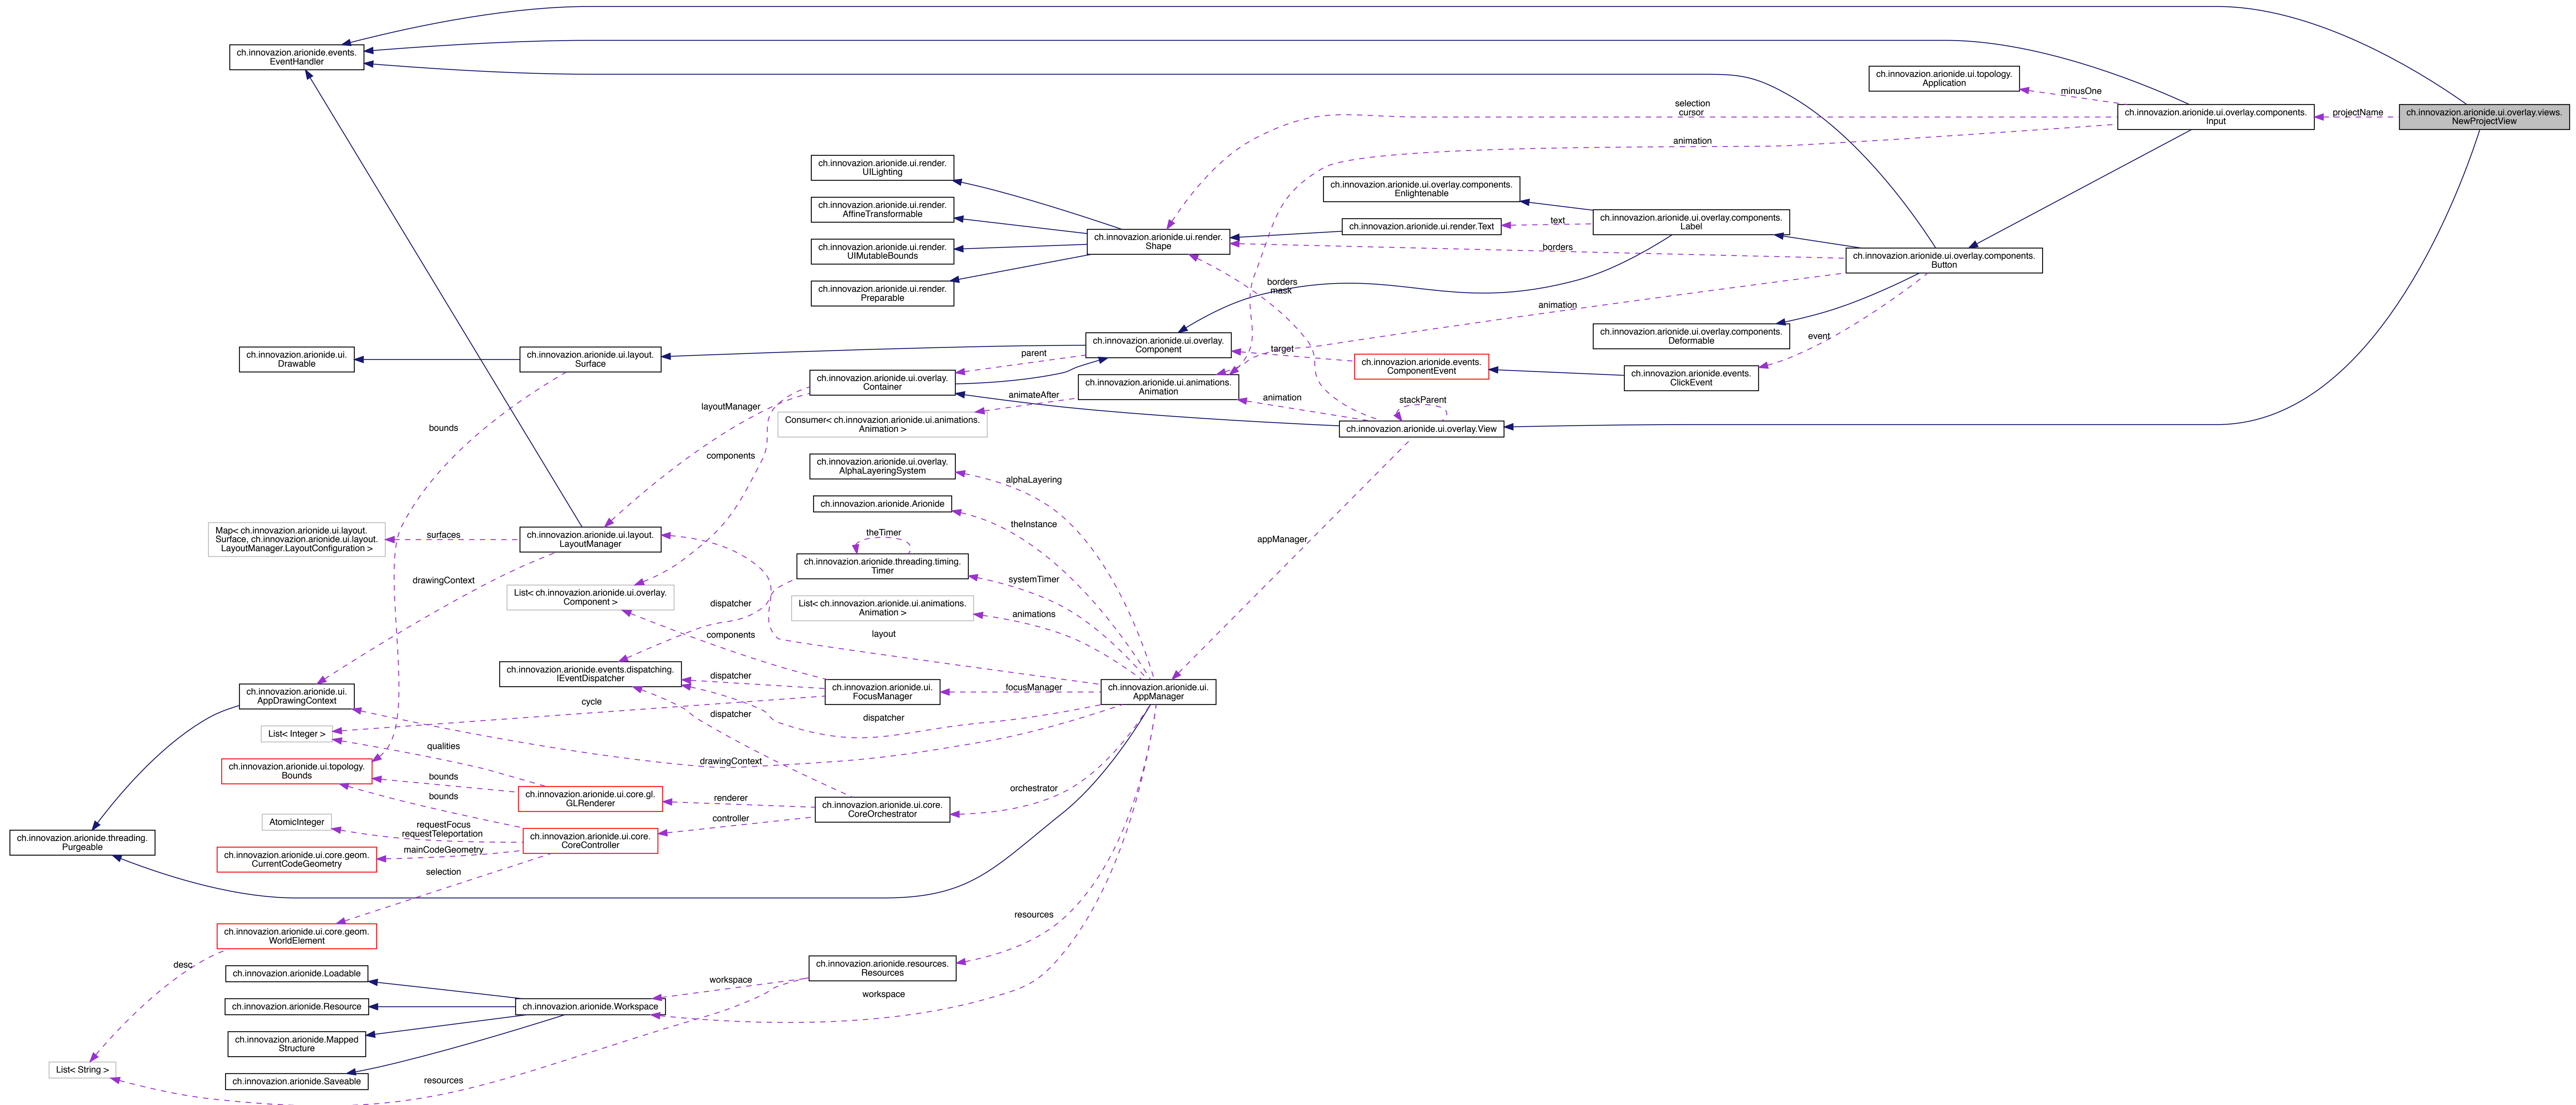 ch.innovazion.arionide.events.
EventHandler
ch.innovazion.arionide.ui.topology.
Application
minusOne
ch.innovazion.arionide.ui.overlay.components.
Input
projectName
ch.innovazion.arionide.ui.overlay.views.
NewProjectView
selection
cursor
animation
ch.innovazion.arionide.ui.render.
UILighting
ch.innovazion.arionide.ui.render.
AffineTransformable
ch.innovazion.arionide.ui.render.
UIMutableBounds
ch.innovazion.arionide.ui.render.
Preparable
ch.innovazion.arionide.ui.render.
Shape
ch.innovazion.arionide.ui.overlay.components.
Enlightenable
ch.innovazion.arionide.ui.render.Text
text
ch.innovazion.arionide.ui.overlay.components.
Label
borders
ch.innovazion.arionide.ui.overlay.components.
Button
borders
mask
animation
ch.innovazion.arionide.ui.overlay.components.
Deformable
event
ch.innovazion.arionide.ui.
Drawable
ch.innovazion.arionide.ui.layout.
Surface
ch.innovazion.arionide.ui.overlay.
Component
parent
target
ch.innovazion.arionide.events.
ComponentEvent
ch.innovazion.arionide.events.
ClickEvent
ch.innovazion.arionide.ui.overlay.
Container
ch.innovazion.arionide.ui.animations.
Animation
animateAfter
animation
stackParent
layoutManager
Consumer< ch.innovazion.arionide.ui.animations.
Animation >
ch.innovazion.arionide.ui.overlay.View
bounds
components
ch.innovazion.arionide.ui.overlay.
AlphaLayeringSystem
alphaLayering
ch.innovazion.arionide.Arionide
theInstance
Map< ch.innovazion.arionide.ui.layout.
Surface, ch.innovazion.arionide.ui.layout.
LayoutManager.LayoutConfiguration >
surfaces
ch.innovazion.arionide.ui.layout.
LayoutManager
theTimer
ch.innovazion.arionide.threading.timing.
Timer
appManager
drawingContext
systemTimer
List< ch.innovazion.arionide.ui.overlay.
Component >
dispatcher
List< ch.innovazion.arionide.ui.animations.
Animation >
animations
components
layout
ch.innovazion.arionide.events.dispatching.
IEventDispatcher
dispatcher
ch.innovazion.arionide.ui.
FocusManager
focusManager
ch.innovazion.arionide.ui.
AppManager
ch.innovazion.arionide.ui.
AppDrawingContext
cycle
dispatcher
dispatcher
List< Integer >
qualities
drawingContext
ch.innovazion.arionide.ui.topology.
Bounds
bounds
ch.innovazion.arionide.ui.core.gl.
GLRenderer
renderer
orchestrator
bounds
ch.innovazion.arionide.ui.core.
CoreOrchestrator
controller
AtomicInteger
requestFocus
requestTeleportation
ch.innovazion.arionide.ui.core.
CoreController
ch.innovazion.arionide.threading.
Purgeable
mainCodeGeometry
ch.innovazion.arionide.ui.core.geom.
CurrentCodeGeometry
selection
resources
ch.innovazion.arionide.ui.core.geom.
WorldElement
desc
ch.innovazion.arionide.Loadable
ch.innovazion.arionide.resources.
Resources
workspace
workspace
ch.innovazion.arionide.Resource
ch.innovazion.arionide.Workspace
ch.innovazion.arionide.Mapped
Structure
List< String >
ch.innovazion.arionide.Saveable
resources